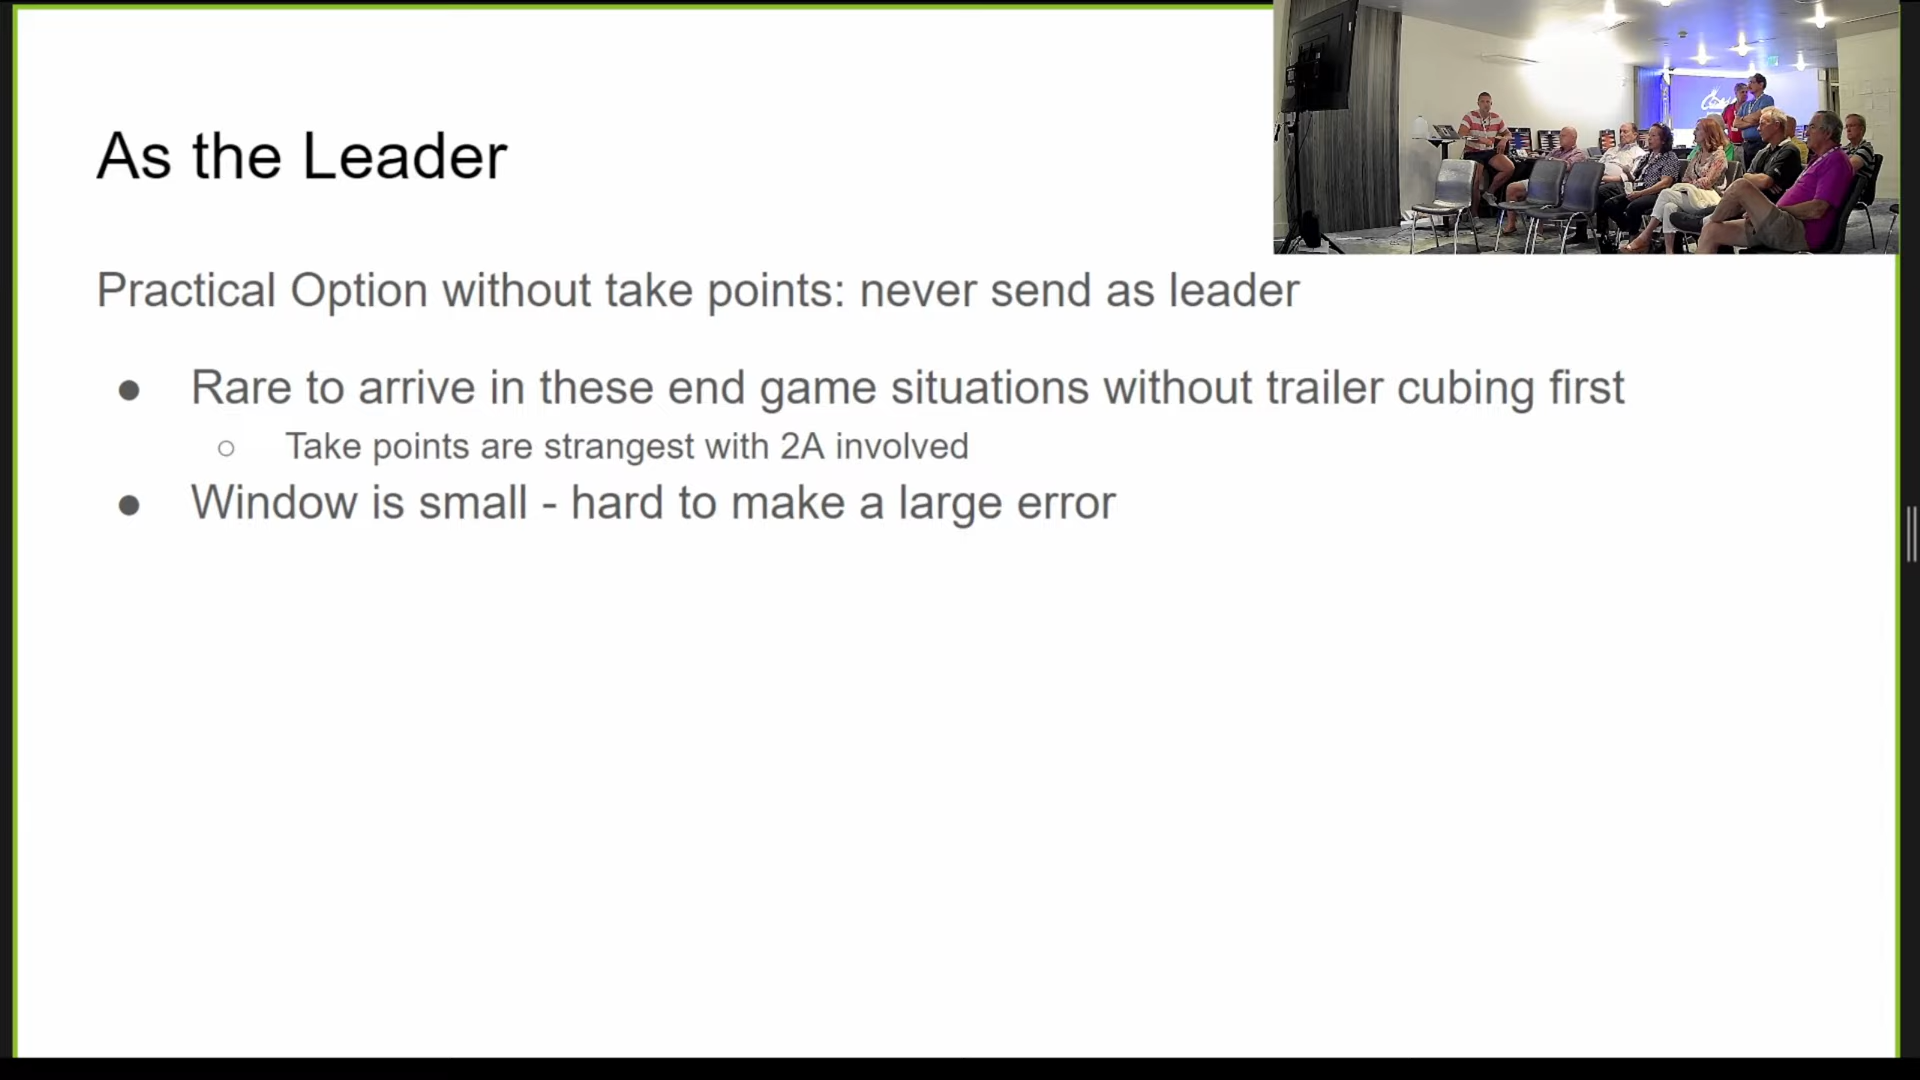 As the Leader
Practical Option without take points: never send as leader
● Rare to arrive in these end game situations without trailer cubing first
○ Take points are strangest with 2A involved
● Window is small - hard to make a large error